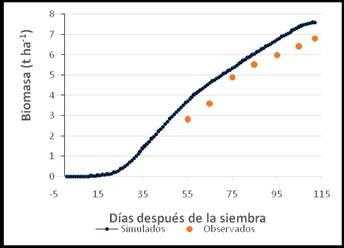 8
7
6
5
4
3
2
1
0
Biomasa (t ha-1)
-5 15 35 55 75 95 115
Días después de la siembra
Simulados Observados